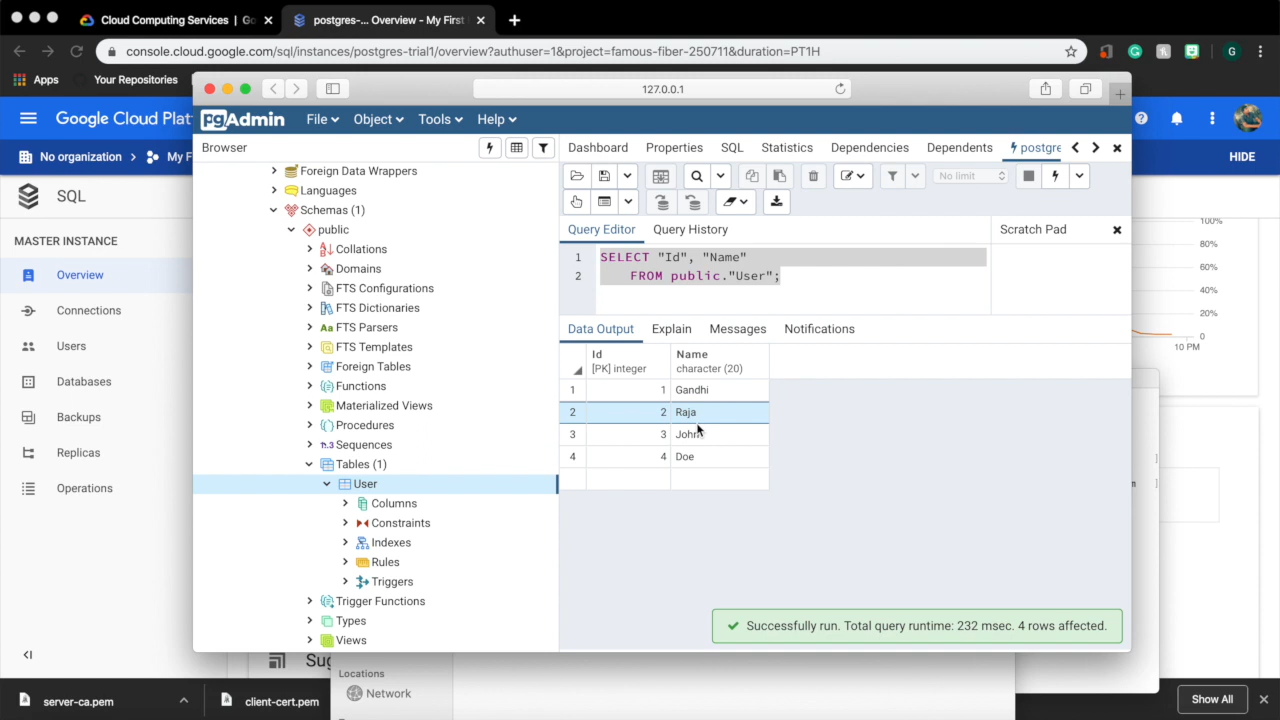 Cloud Computing Services | Go
postgres-... Overview - My First
console.cloud.google.com/sql/instances/postgres-trial1/overview?authuser=1&project=famous-fiber-250711&duration=PT1H
G
Apps
Your Repositories
127.0.0.1
Google Cloud Plat
pgAdmin
File
Object
Tools
Help
No organization
My F
HIDE
Browser
Dashboard
Properties
SQL
Statistics
Dependencies
Dependents
postgre
No limit
SQL
MASTER INSTANCE
Overview
Connections
Users
Databases
Backups
Replicas
Operations
Foreign Data Wrappers
Languages
Schemas (1)
public
Collations
Domains
FTS Configurations
FTS Dictionaries
Aa FTS Parsers
FTS Templates
Foreign Tables
Functions
Materialized Views
Procedures
1..3 Sequences
Tables (1)
User
Columns
Constraints
Indexes
Rules
Triggers
Trigger Functions
Types
Views
Query Editor
Query History
Scratch Pad
1 SELECT "Id", "Name"
2 FROM public."User";
Data Output
Explain
Messages
Notifications
Id
[PK] integer
Name
character (20)
1 1 Gandhi
2 2 Raja
3 3 John
4 4 Doe
Successfully run. Total query runtime: 232 msec. 4 rows affected.
100%
80%
60%
40%
20%
0
10 PM
Sug
Locations
Network
server-ca.pem
client-cert.pem
Show All